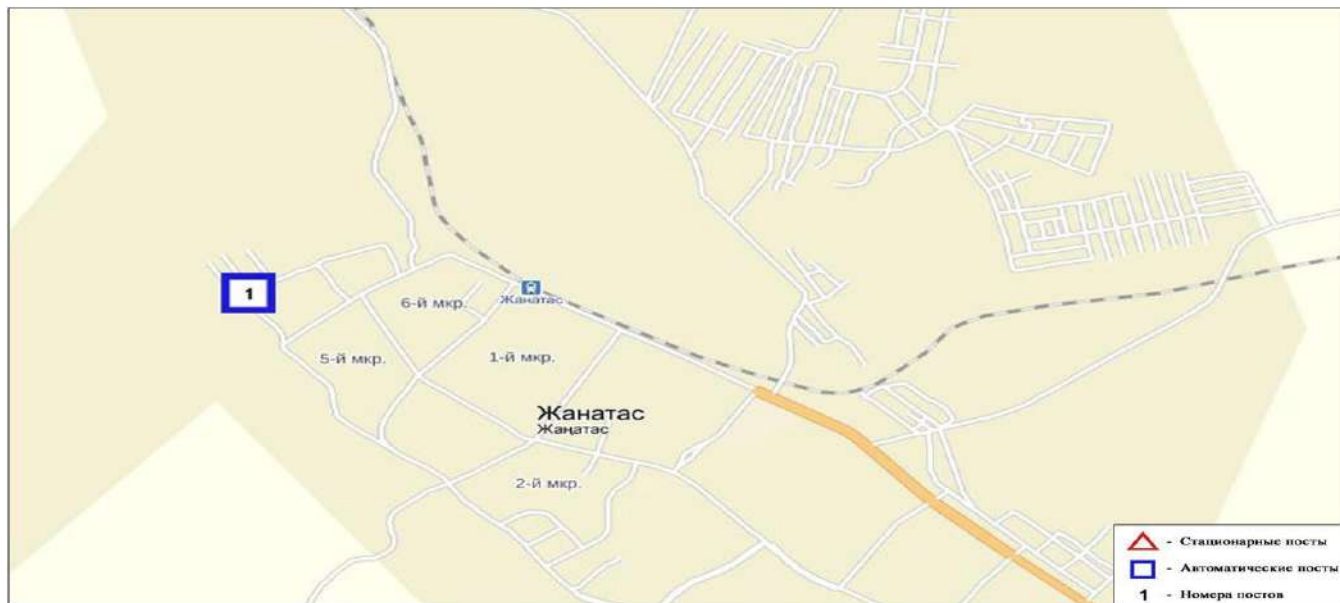 1
6-й мкр.
Жанатас
5-й мкр.
1-й мкр.
Жанатас
Жаңатас
2-й мкр.
- Стационарные посты
- Автоматические посты
1 - Номера постов